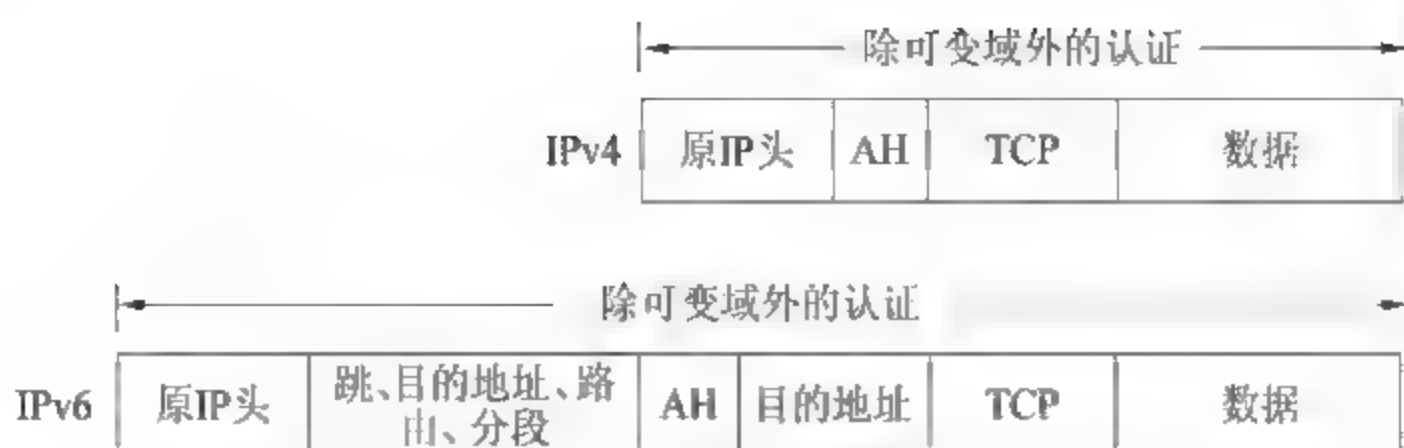 除可变域外的认证
IPv4 原IP头 AH TCP 数据
除可变域外的认证
IPv6 原IP头 跳、目的地址、路 AH 目的地址 TCP 数据
由、分段